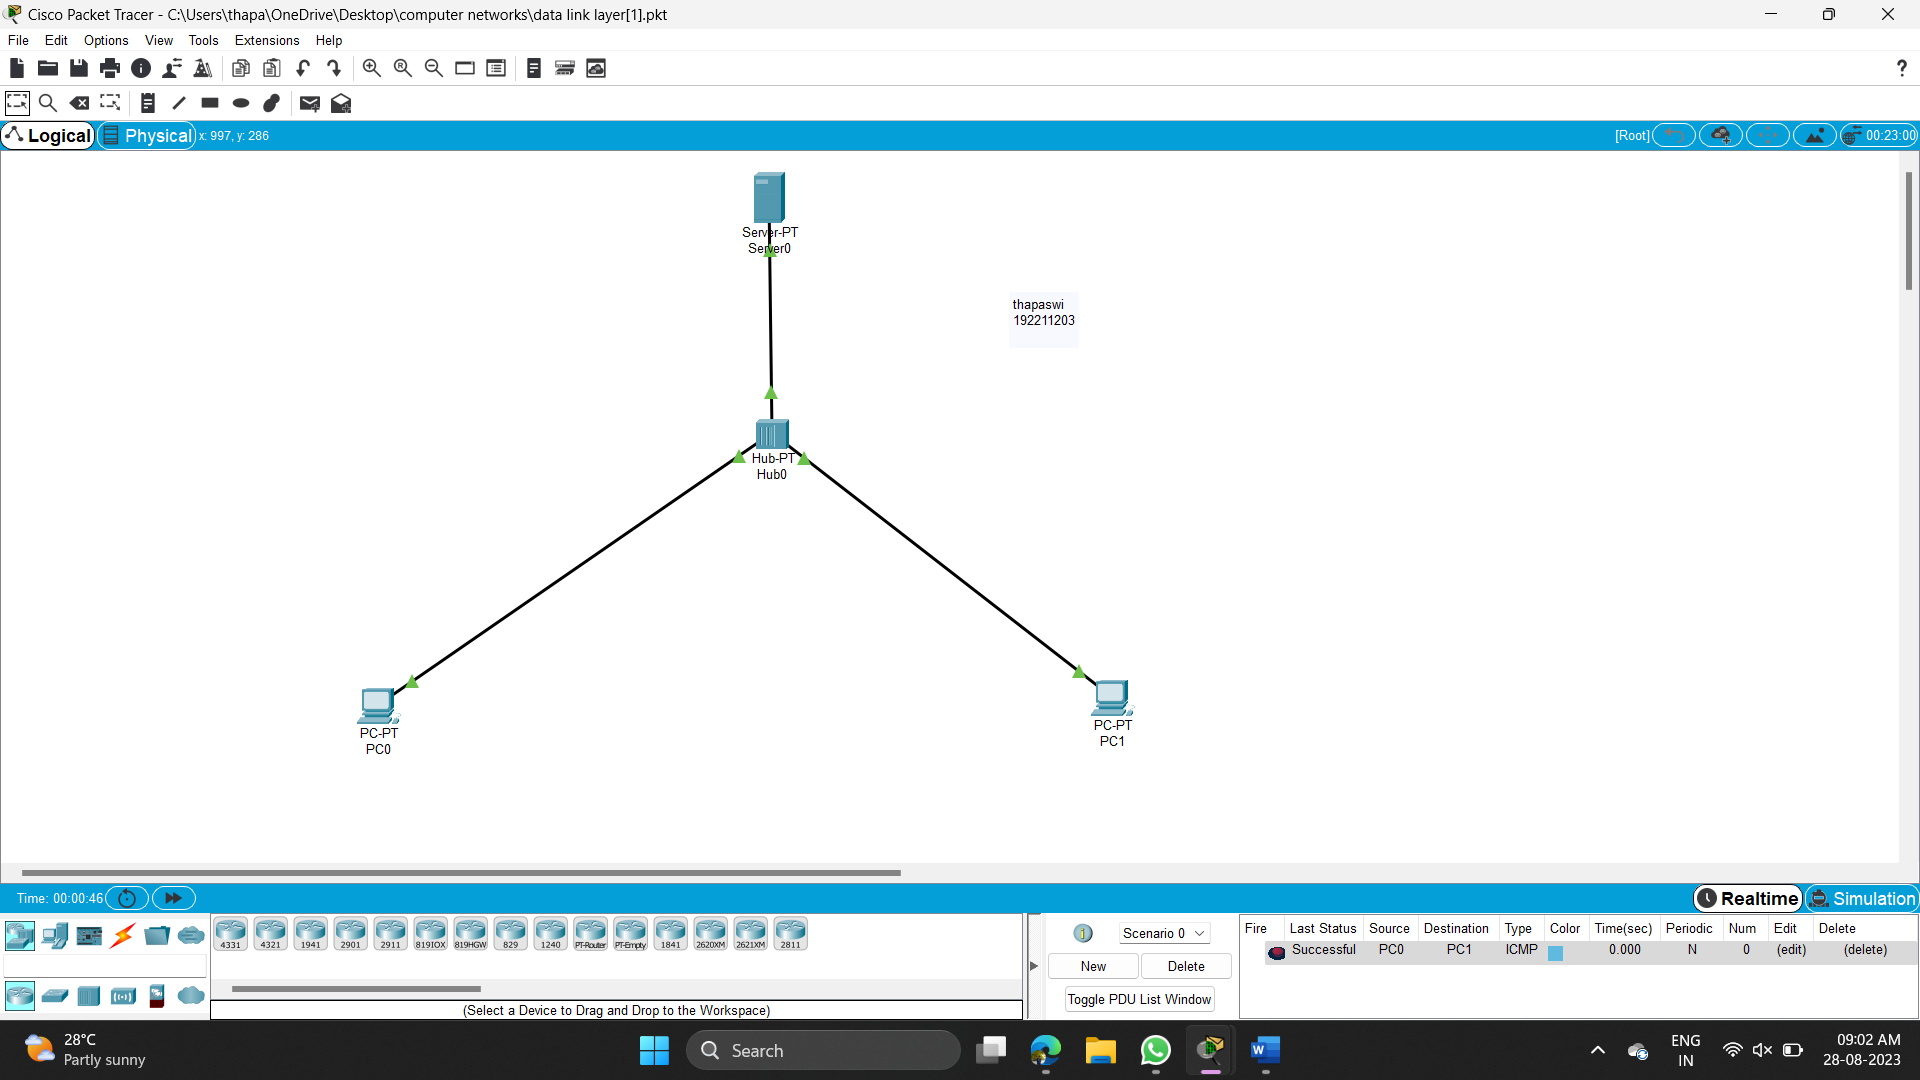 Cisco Packet Tracer - C:\Users\thapa\OneDrive\Desktop\computer networks\data link layer[1].pkt
File Edit Options View Tools Extensions Help
?
Logical Physical x: 997, y: 286 [Root] 00:23:00
Server-PT
Server0
thapaswi
192211203
Hub-PT
Hub0
PC-PT
PC0
PC-PT
PC1
Time: 00:00:46 Realtime Simulation
4331 4321 1941 2901 2911 819IOX 819HGW 829 1240 PT-Router PT-Empty 1841 2620XM 2621XM 2811
(Select a Device to Drag and Drop to the Workspace)
1 Scenario 0
New Delete
Toggle PDU List Window
Fire Last Status Source Destination Type Color Time(sec) Periodic Num Edit Delete
Successful PC0 PC1 ICMP 0.000 N 0 (edit) (delete)
28°C
Partly sunny
Search
W
ENG
IN
09:02 AM
28-08-2023